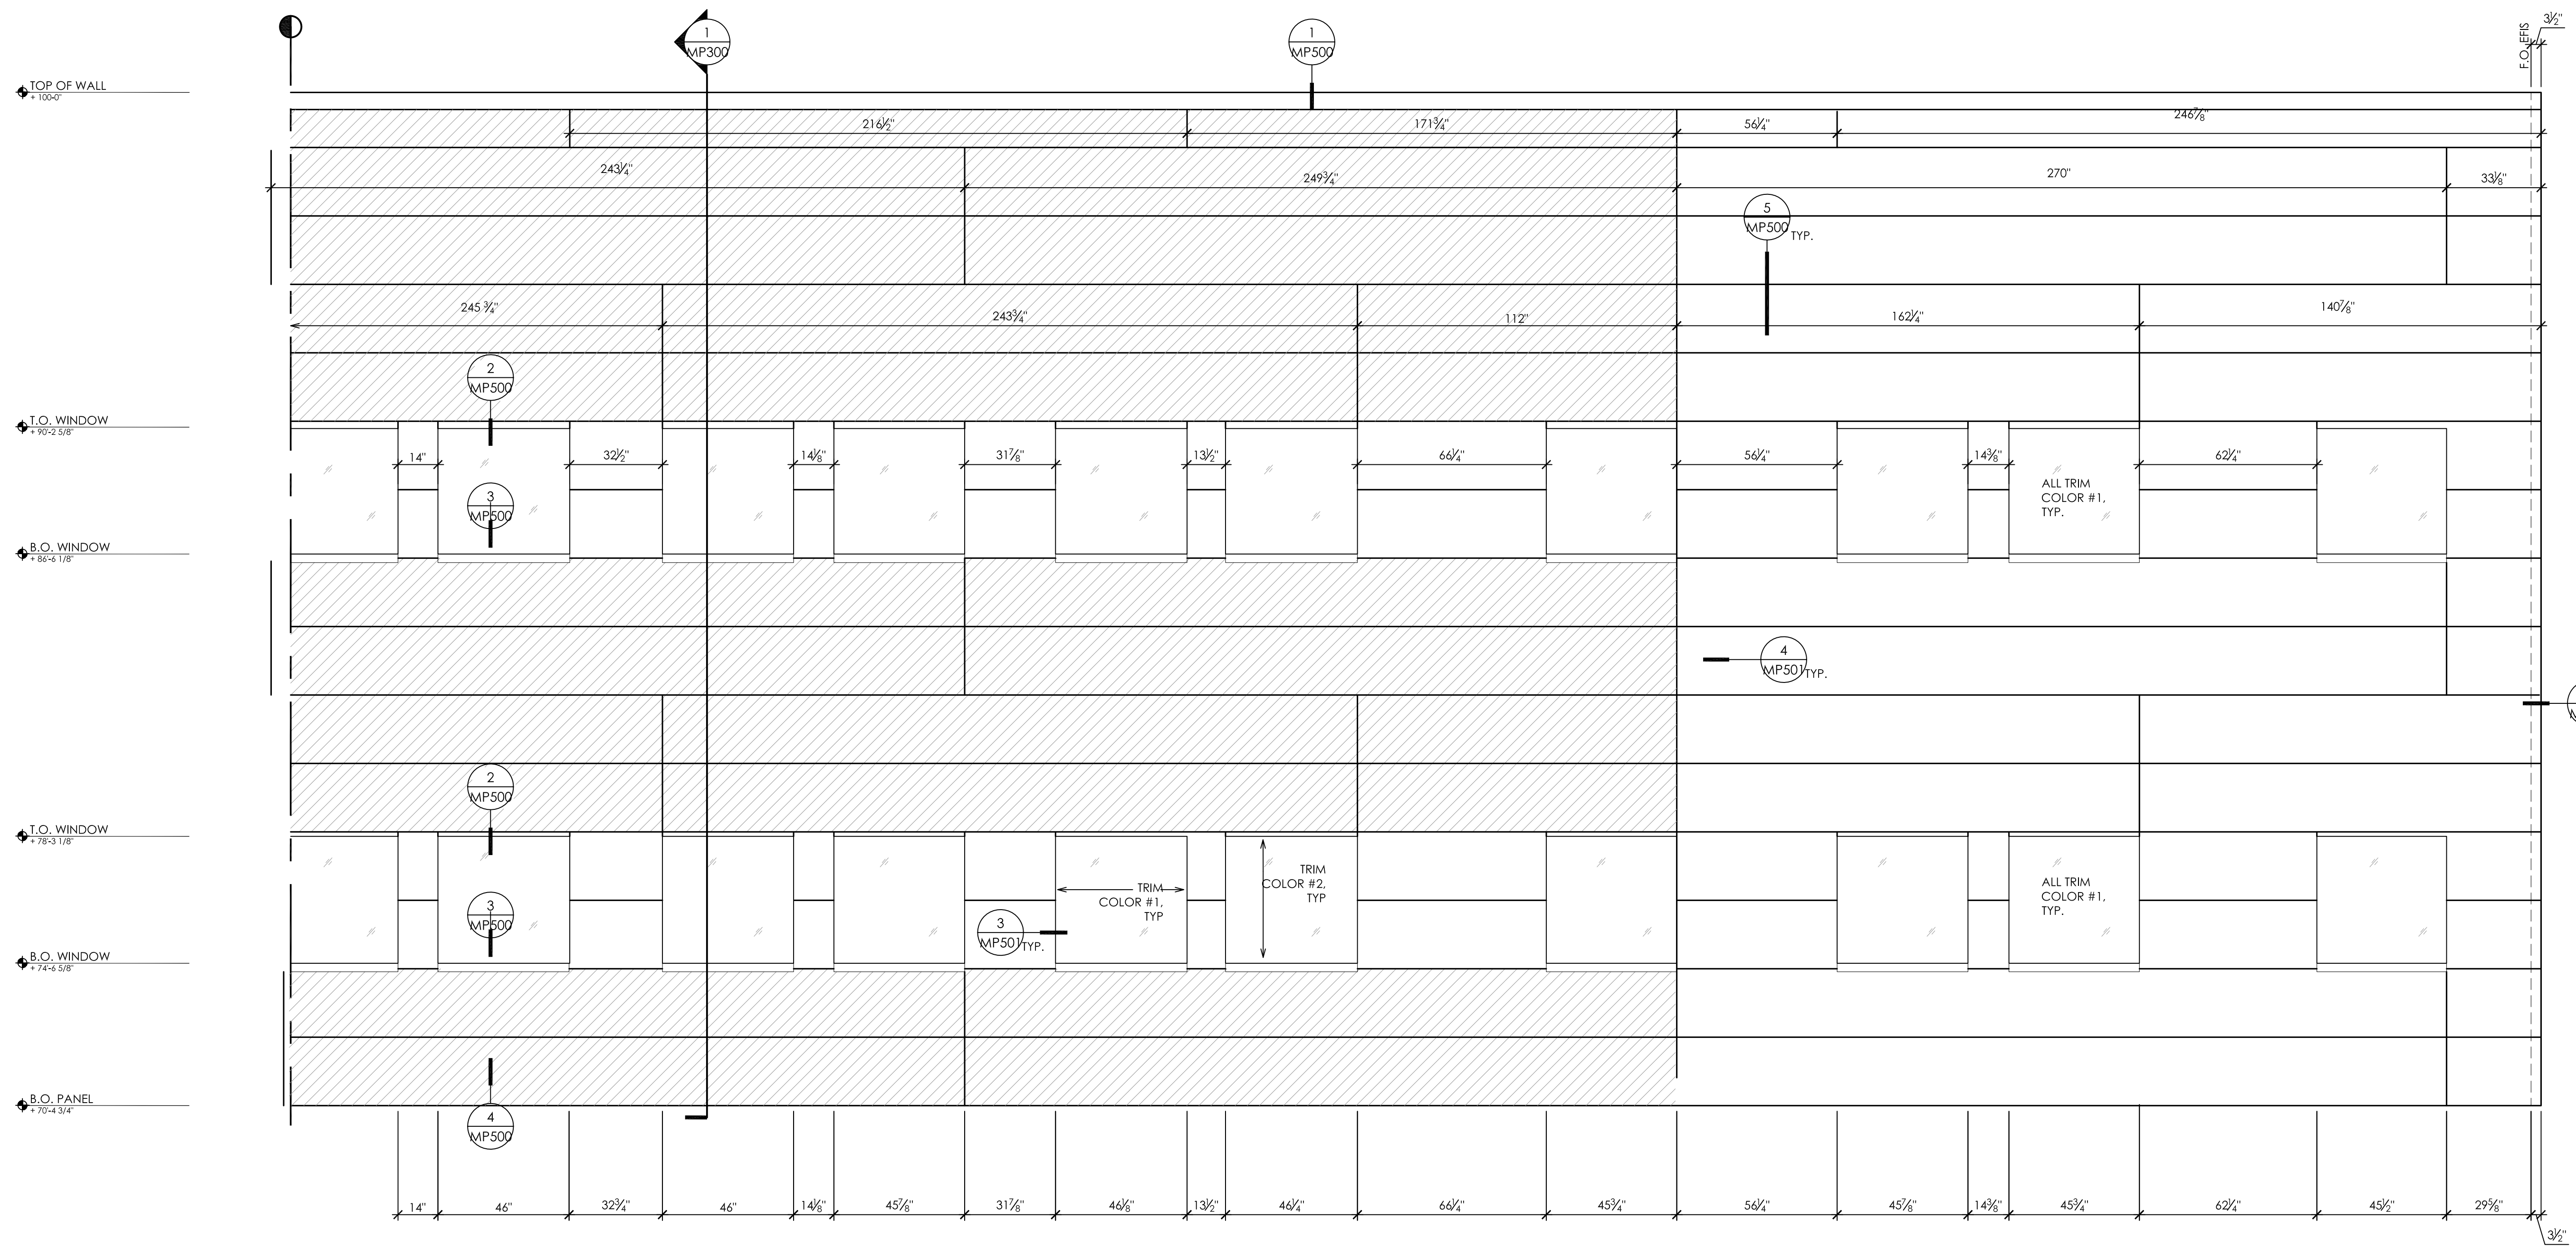 1
MP300
1
MP500
F.O. EFIS
3½"
TOP OF WALL
+ 100-0"
216½"
171¾"
56¼"
246⅞"
243¼"
249¾"
270"
33⅛"
5
MP500
TYP.
245 ¾"
243¾"
112"
162¼"
140⅞"
2
MP500
T.O. WINDOW
+ 90'-2 5/8"
14"
32½"
14⅛"
31⅞"
13½"
66¼"
56¼"
14⅜"
62¼"
3
MP500
ALL TRIM
COLOR #1,
TYP.
B.O. WINDOW
+ 86'-6 1/8"
4
MP501
TYP.
2
MP500
T.O. WINDOW
+ 78'-3 1/8"
TRIM
COLOR #1,
TYP
TRIM
COLOR #2,
TYP
ALL TRIM
COLOR #1,
TYP.
3
MP500
3
MP501
TYP.
B.O. WINDOW
+ 74'-6 5/8"
B.O. PANEL
+ 70'-4 3/4"
4
MP500
14"
46"
32¾"
46"
14⅛"
45⅞"
31⅞"
46⅛"
13½"
46¼"
66¼"
45¾"
56¼"
45⅞"
14⅜"
45¾"
62¼"
45½"
29⅝"
3½"